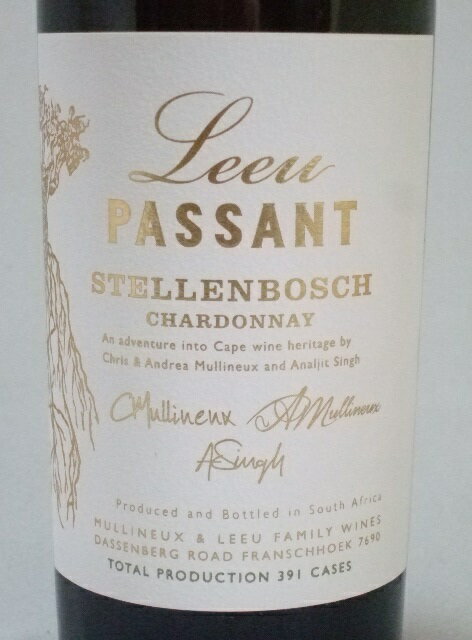 Leeu
PASSANT
STELLENBOSCH
CHARDONNAY
An adventure into Cape wine heritage by
Chris & Andrea Mullineux and Analjit Singh
CMullineux AMullineux
ASingh
Produced and Bottled in South Africa
MULLINEUX & LEEU FAMILY WINES
DASSENBERG ROAD FRANSCHHOEK 7690
TOTAL PRODUCTION 391 CASES